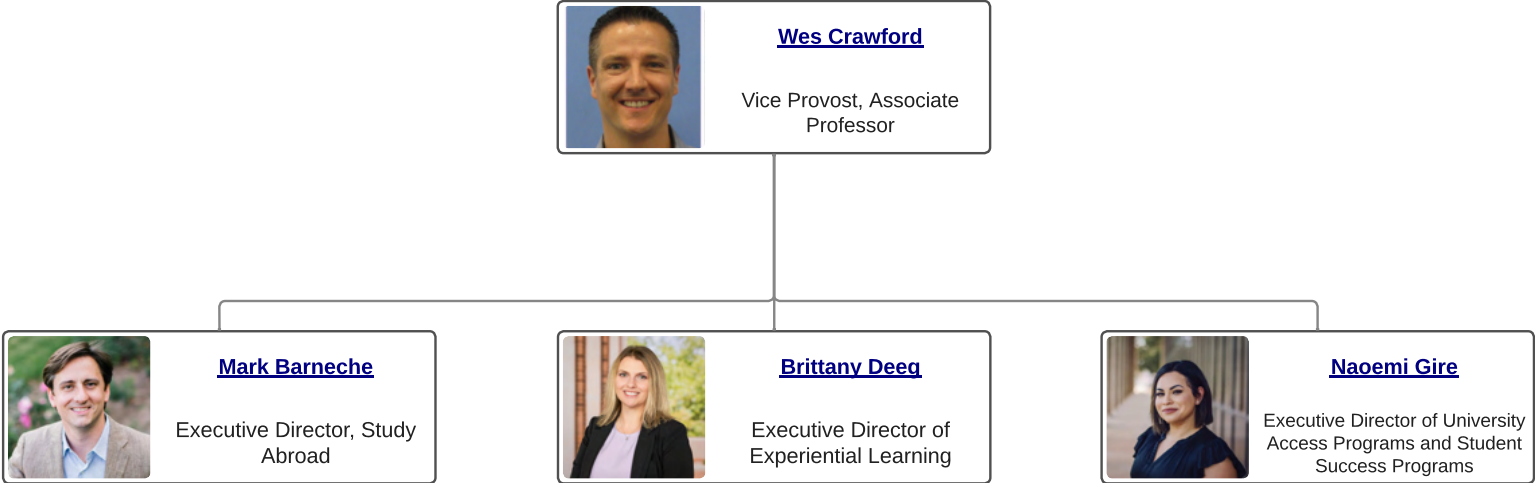 Wes Crawford
Vice Provost, Associate
Professor
Mark Barneche
Executive Director, Study
Abroad
Brittany Deeg
Executive Director of
Experiential Learning
Naoemi Gire
Executive Director of University
Access Programs and Student
Success Programs